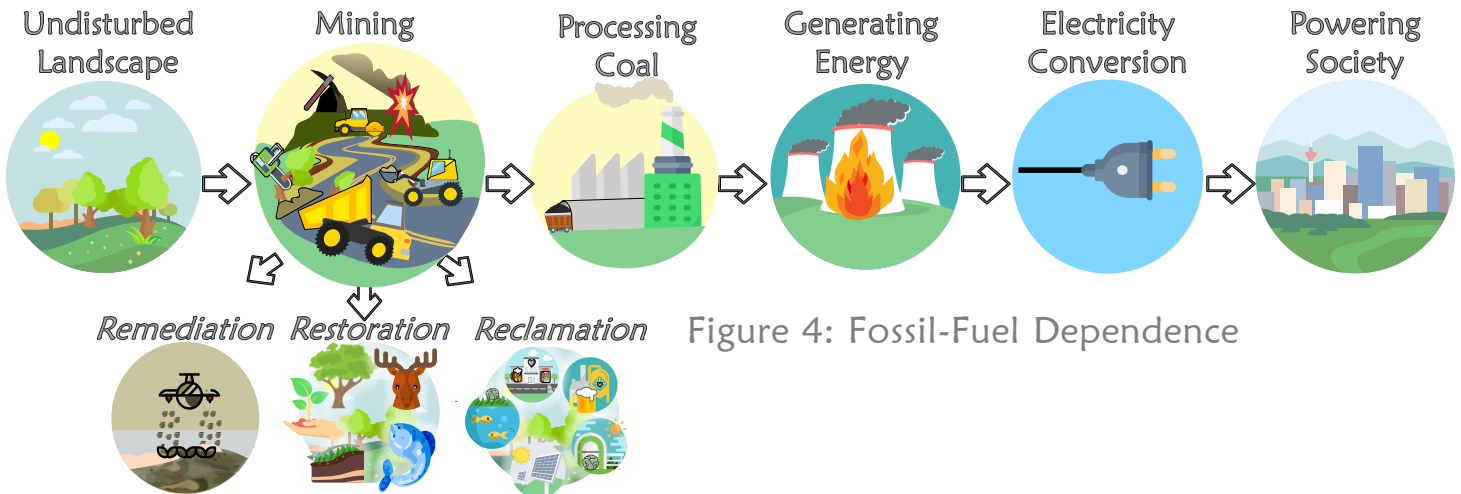 Undisturbed
Landscape
Mining
Processing
Coal
Generating
Energy
Electricity
Conversion
Powering
Society
Remediation
Restoration
Reclamation
Figure 4: Fossil-Fuel Dependence